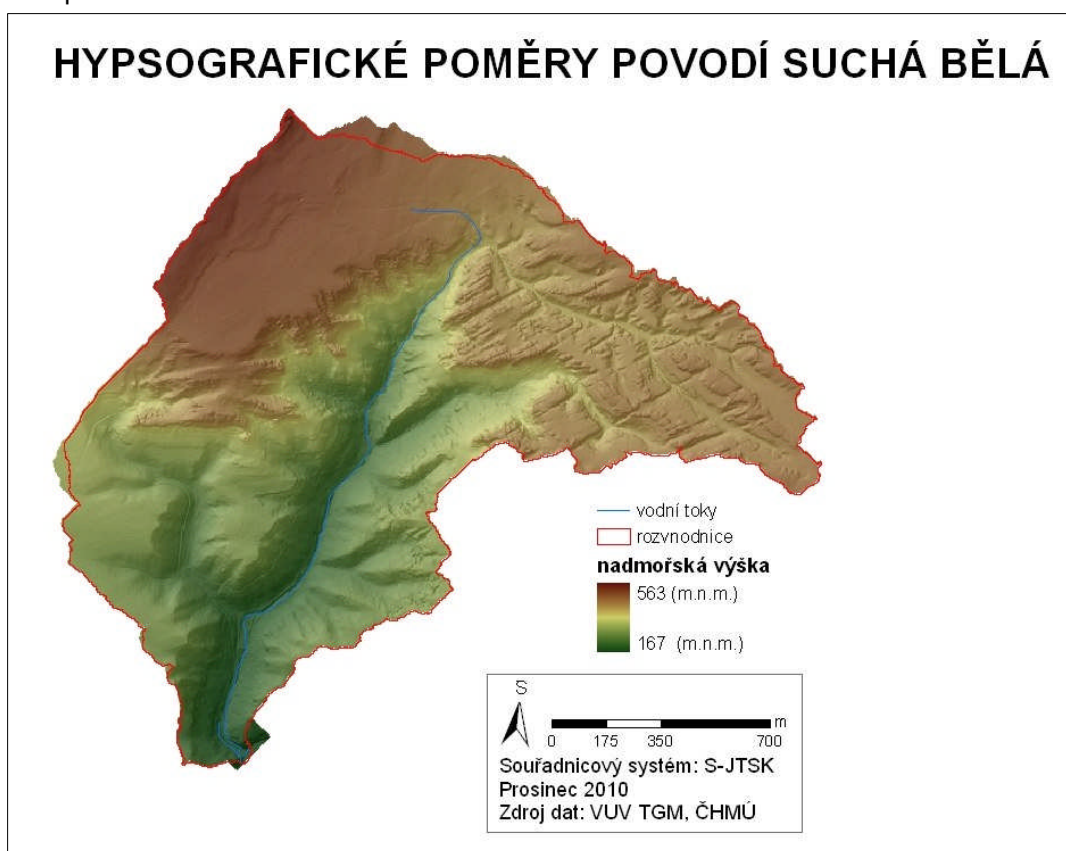 HYPSOGRAFICKÉ POMĚRY POVODÍ SUCHÁ BĚLÁ
vodní toky
rozvnodnice
nadmořská výška
563 (m.n.m.)
167 (m.n.m.)
S
m
0 175 350 700
Souřadnicový systém: S-JTSK
Prosinec 2010
Zdroj dat: VUV TGM, ČHMÚ